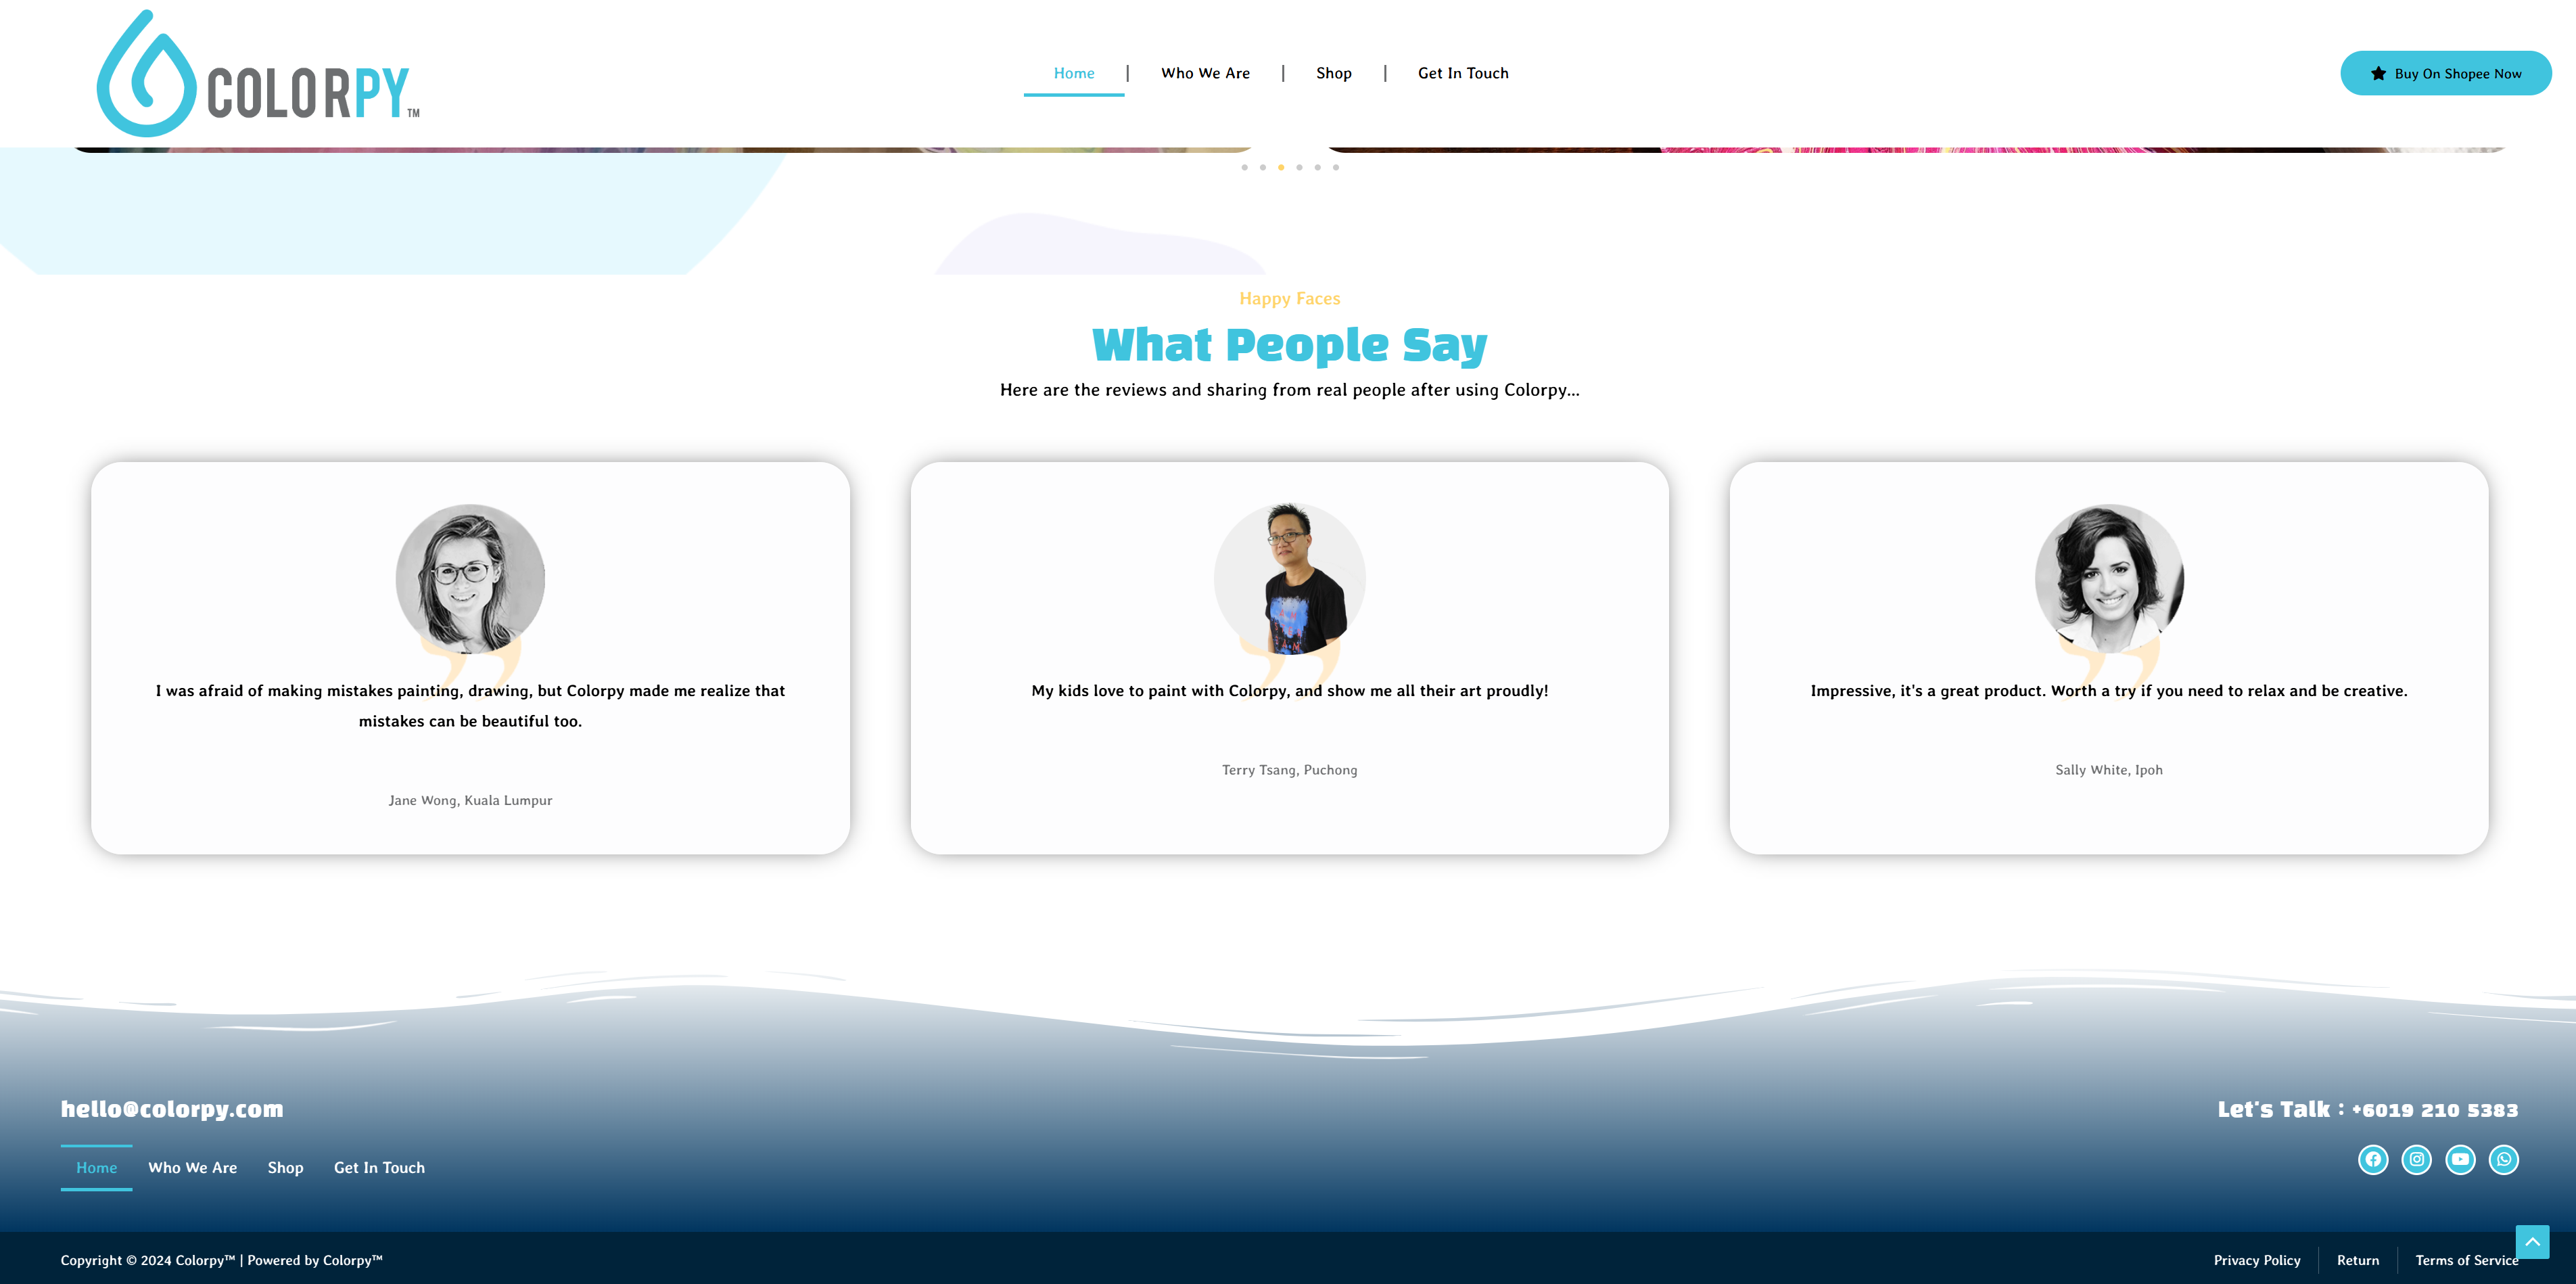 COLORPY™
Home
Who We Are
Shop
Get In Touch
Buy On Shopee Now
Happy Faces
What People Say
Here are the reviews and sharing from real people after using Colorpy...
I was afraid of making mistakes painting, drawing, but Colorpy made me realize that
mistakes can be beautiful too.
Jane Wong, Kuala Lumpur
My kids love to paint with Colorpy, and show me all their art proudly!
Terry Tsang, Puchong
Impressive, it's a great product. Worth a try if you need to relax and be creative.
Sally White, Ipoh
hello@colorpy.com
Home
Who We Are
Shop
Get In Touch
Let's Talk : +6019 210 5383
Copyright © 2024 Colorpy™ | Powered by Colorpy™
Privacy Policy
Return
Terms of Service